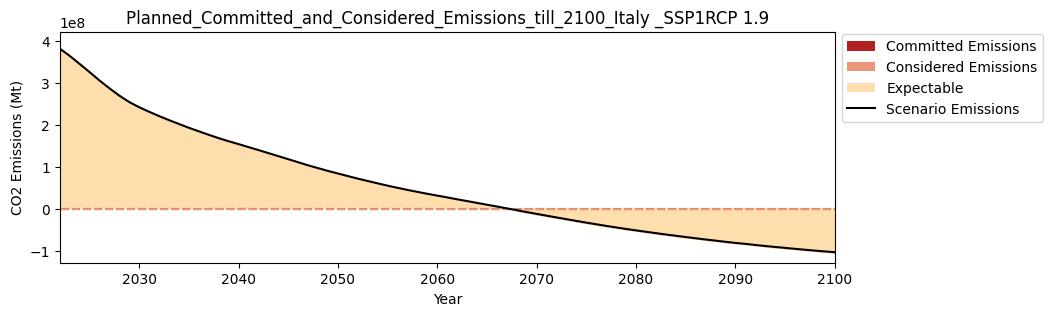 Planned_Committed_and_Considered_Emissions_till_2100_Italy _SSP1RCP 1.9
1e8
4
3
2
1
0
−1
CO2 Emissions (Mt)
2030 2040 2050 2060 2070 2080 2090 2100
Year
Committed Emissions
Considered Emissions
Expectable
Scenario Emissions